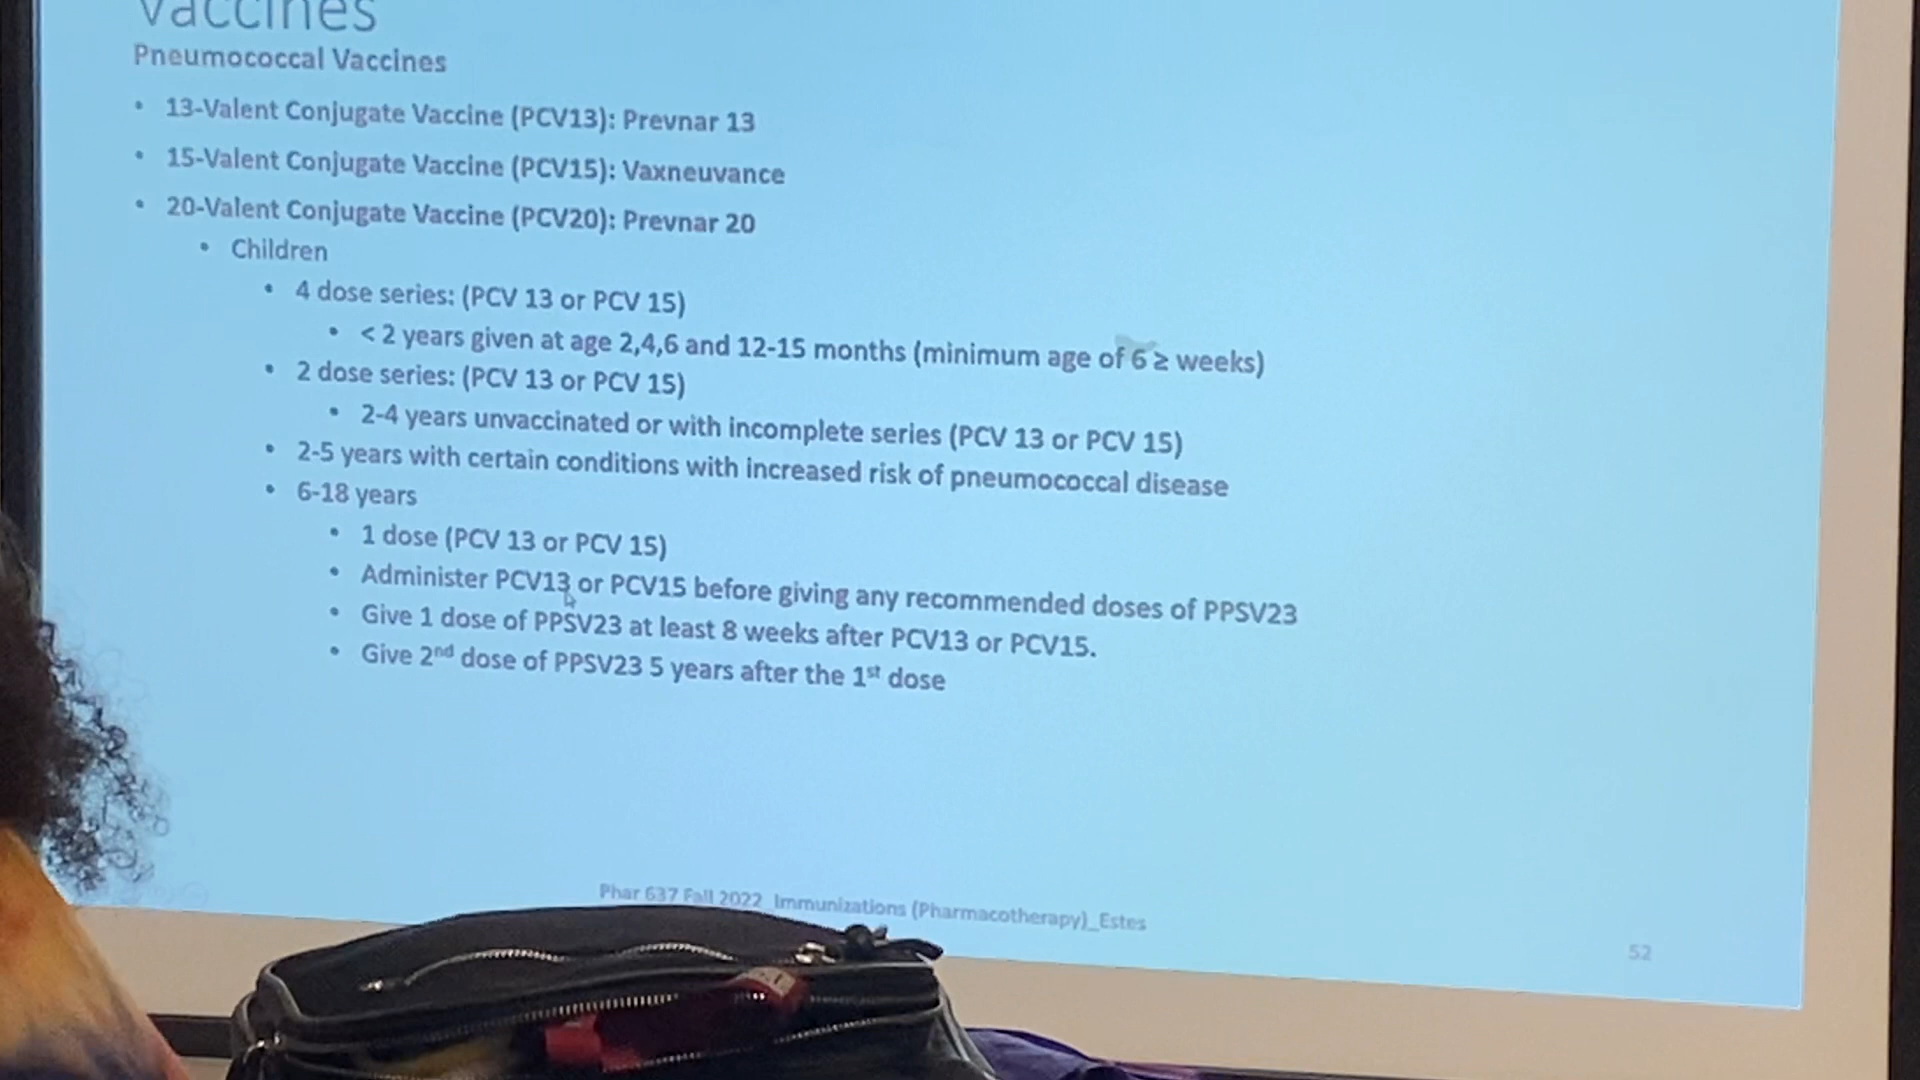 Vaccines
Pneumococcal Vaccines
• 13-Valent Conjugate Vaccine (PCV13): Prevnar 13
• 15-Valent Conjugate Vaccine (PCV15): Vaxneuvance
• 20-Valent Conjugate Vaccine (PCV20): Prevnar 20
• Children
• 4 dose series: (PCV 13 or PCV 15)
• < 2 years given at age 2,4,6 and 12-15 months (minimum age of 6 ≥ weeks)
• 2 dose series: (PCV 13 or PCV 15)
• 2-4 years unvaccinated or with incomplete series (PCV 13 or PCV 15)
• 2-5 years with certain conditions with increased risk of pneumococcal disease
• 6-18 years
• 1 dose (PCV 13 or PCV 15)
• Administer PCV13 or PCV15 before giving any recommended doses of PPSV23
• Give 1 dose of PPSV23 at least 8 weeks after PCV13 or PCV15.
• Give 2nd dose of PPSV23 5 years after the 1st dose
Phar 637 Fall 2022_Immunizations (Pharmacotherapy)_Estes
52